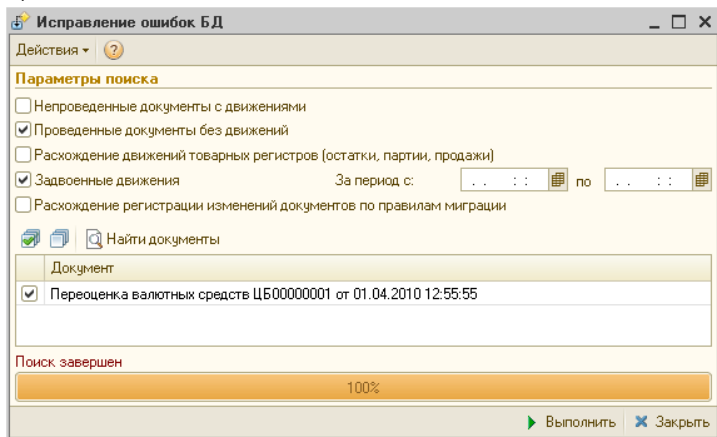 Исправление ошибок БД
Действия
Параметры поиска
Непроведенные документы с движениями
Проведенные документы без движений
Расхождение движений товарных регистров (остатки, партии, продажи)
Задвоенные движения За период с: . . : : по . . : :
Расхождение регистрации изменений документов по правилам миграции
Найти документы
Документ
Переоценка валютных средств ЦБ00000001 от 01.04.2010 12:55:55
Поиск завершен
100%
Выполнить Закрыть